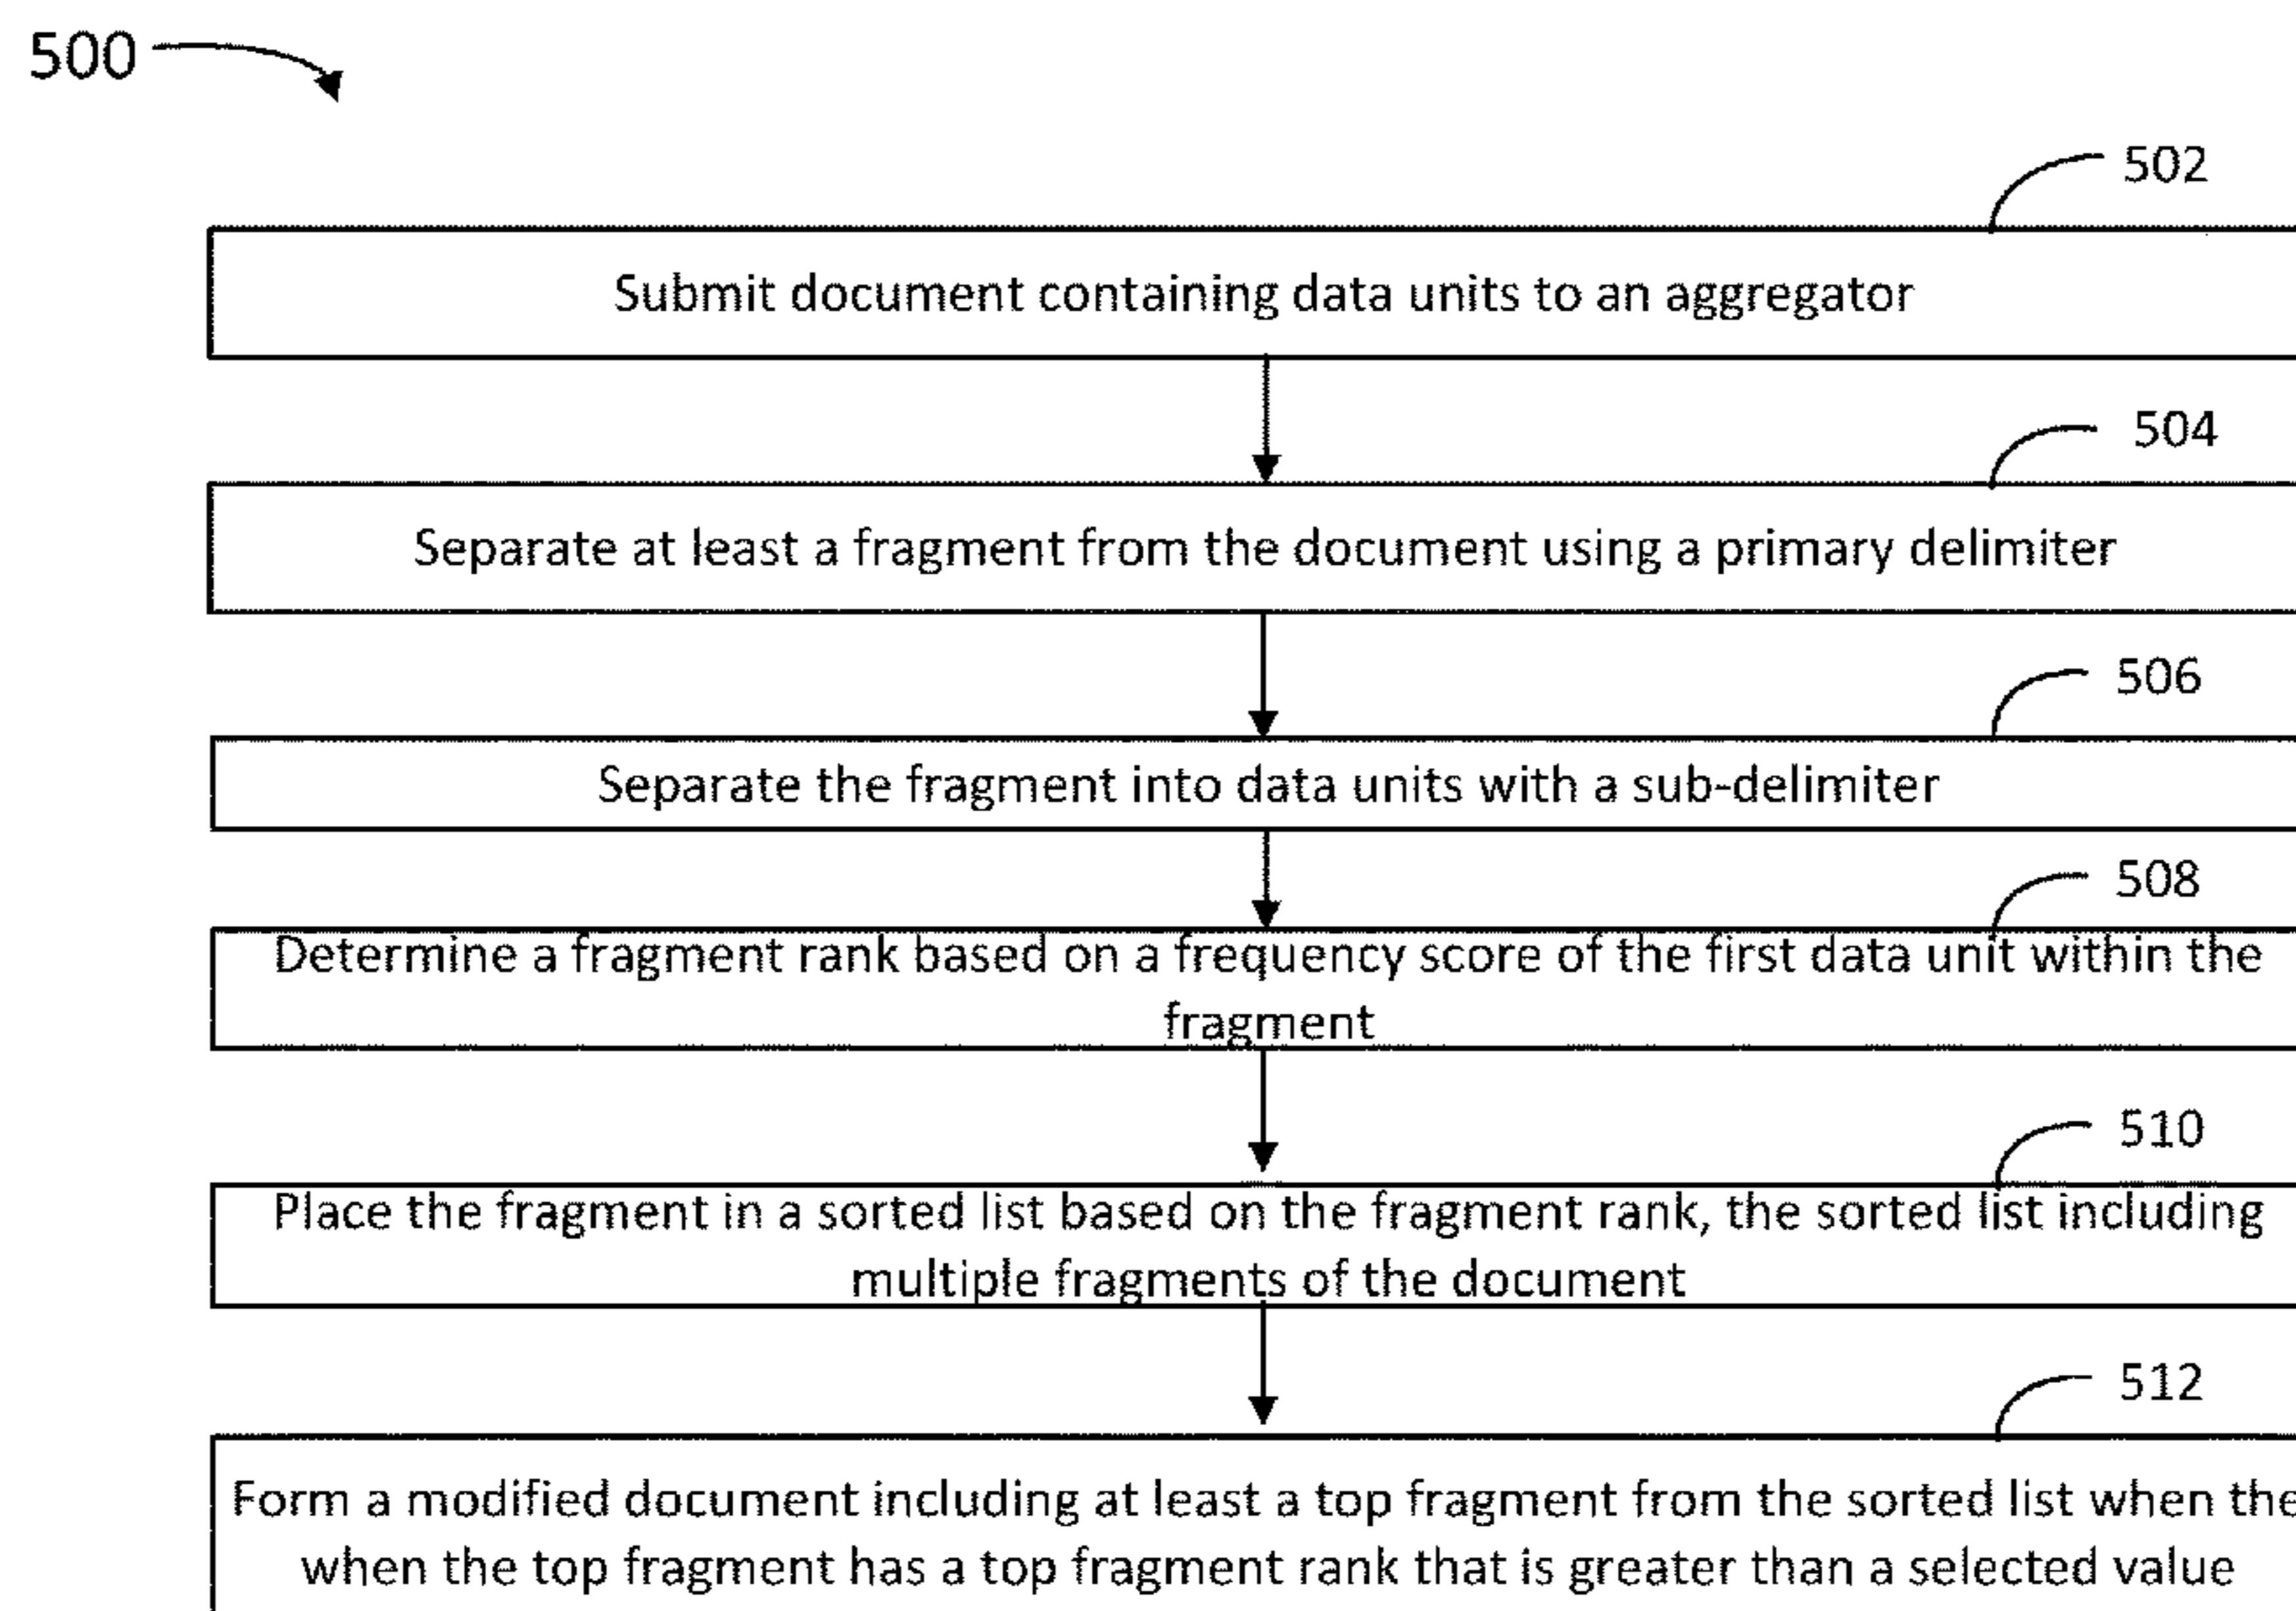 500
502
Submit document containing data units to an aggregator
504
Separate at least a fragment from the document using a primary delimiter
506
Separate the fragment into data units with a sub-delimiter
508
Determine a fragment rank based on a frequency score of the first data unit within the
fragment
510
Place the fragment in a sorted list based on the fragment rank, the sorted list including
multiple fragments of the document
512
Form a modified document including at least a top fragment from the sorted list when the
when the top fragment has a top fragment rank that is greater than a selected value